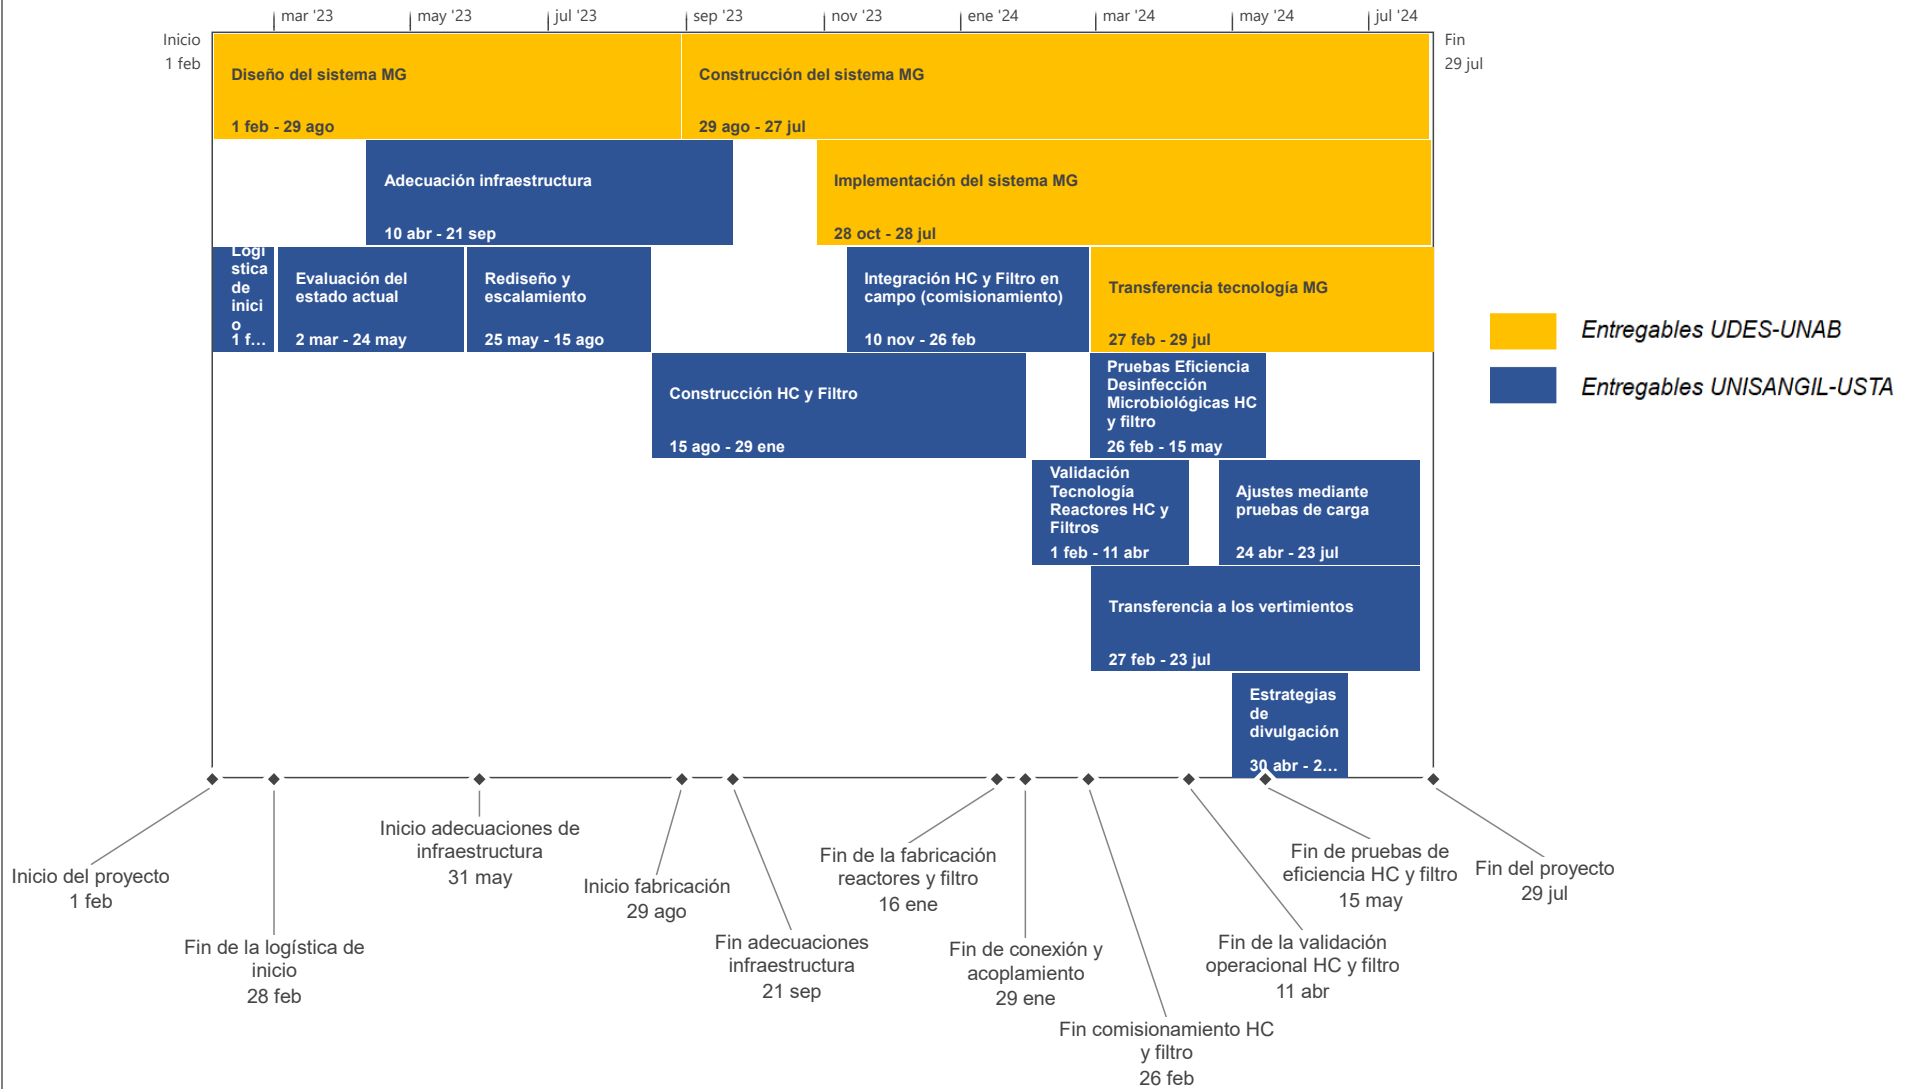 mar '23
may '23
jul '23
sep '23
nov '23
ene '24
mar '24
may '24
jul '24
Inicio
1 feb
Fin
29 jul
Diseño del sistema MG
1 feb - 29 ago
Construcción del sistema MG
29 ago - 27 jul
Adecuación infraestructura
10 abr - 21 sep
Implementación del sistema MG
28 oct - 28 jul
Logí
stica
de
inici
o
1 f…
Evaluación del
estado actual
2 mar - 24 may
Rediseño y
escalamiento
25 may - 15 ago
Integración HC y Filtro en
campo (comisionamiento)
10 nov - 26 feb
Transferencia tecnología MG
27 feb - 29 jul
Entregables UDES-UNAB
Entregables UNISANGIL-USTA
Construcción HC y Filtro
15 ago - 29 ene
Pruebas Eficiencia
Desinfección
Microbiológicas HC
y filtro
26 feb - 15 may
Validación
Tecnología
Reactores HC y
Filtros
1 feb - 11 abr
Ajustes mediante
pruebas de carga
24 abr - 23 jul
Transferencia a los vertimientos
27 feb - 23 jul
Estrategias
de
divulgación
30 abr - 2…
Inicio del proyecto
1 feb
Fin de la logística de
inicio
28 feb
Inicio adecuaciones de
infraestructura
31 may
Inicio fabricación
29 ago
Fin adecuaciones
infraestructura
21 sep
Fin de la fabricación
reactores y filtro
16 ene
Fin de conexión y
acoplamiento
29 ene
Fin comisionamiento HC
y filtro
26 feb
Fin de la validación
operacional HC y filtro
11 abr
Fin de pruebas de
eficiencia HC y filtro
15 may
Fin del proyecto
29 jul